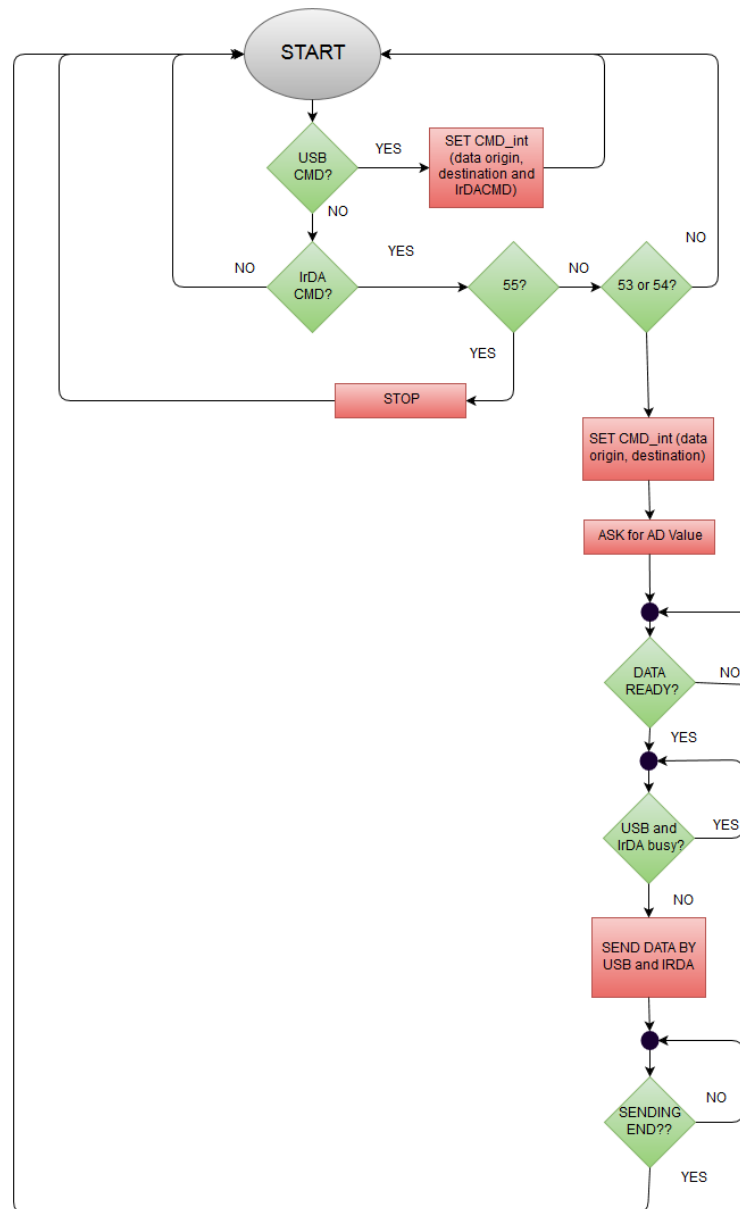 START
USB
CMD?
YES
SET CMD_int
(data origin,
destination and
IrDACMD)
NO
NO
IrDA
CMD?
YES
55?
NO
53 or 54?
NO
YES
STOP
SET CMD_int (data
origin, destination)
ASK for AD Value
DATA
READY?
NO
YES
USB and
IrDA busy?
YES
NO
SEND DATA BY
USB and IRDA
SENDING
END??
NO
YES